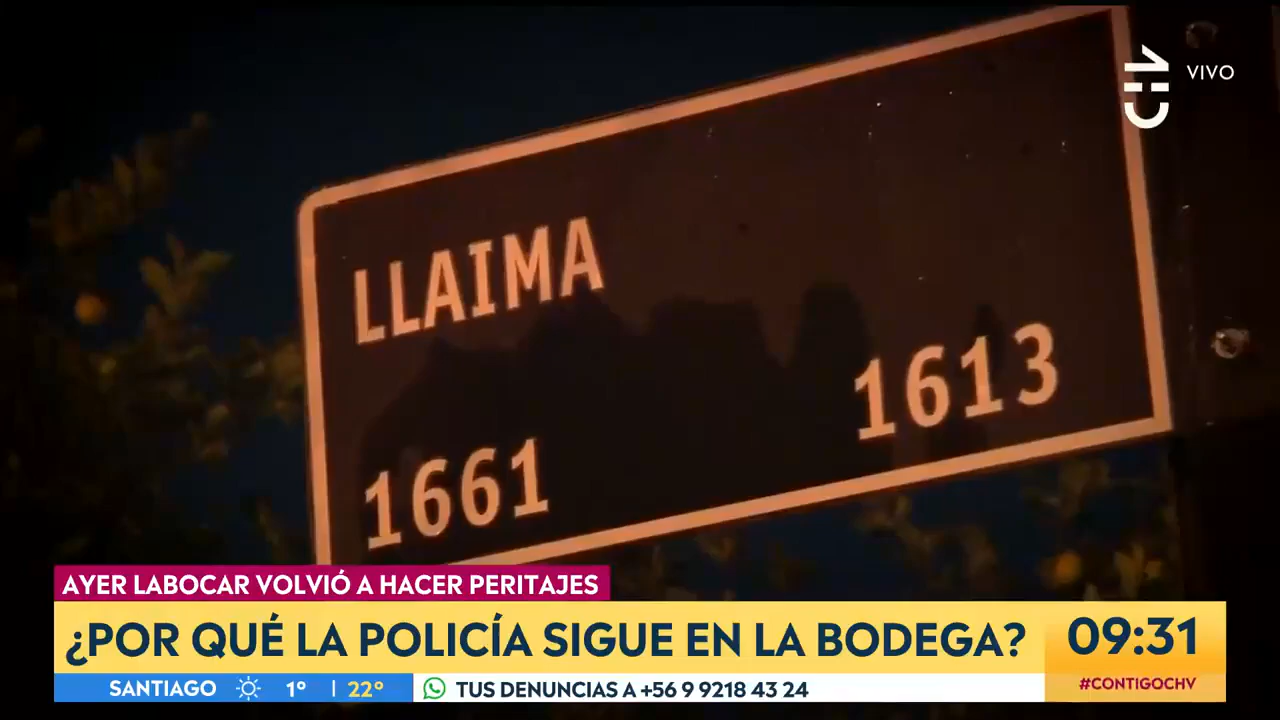 CHV
VIVO
LLAIMA
1661
1613
AYER LABOCAR VOLVIÓ A HACER PERITAJES
¿POR QUÉ LA POLICÍA SIGUE EN LA BODEGA?
09:31
#CONTIGOCHV
SANTIAGO 1° | 22°
TUS DENUNCIAS A +56 9 9218 43 24